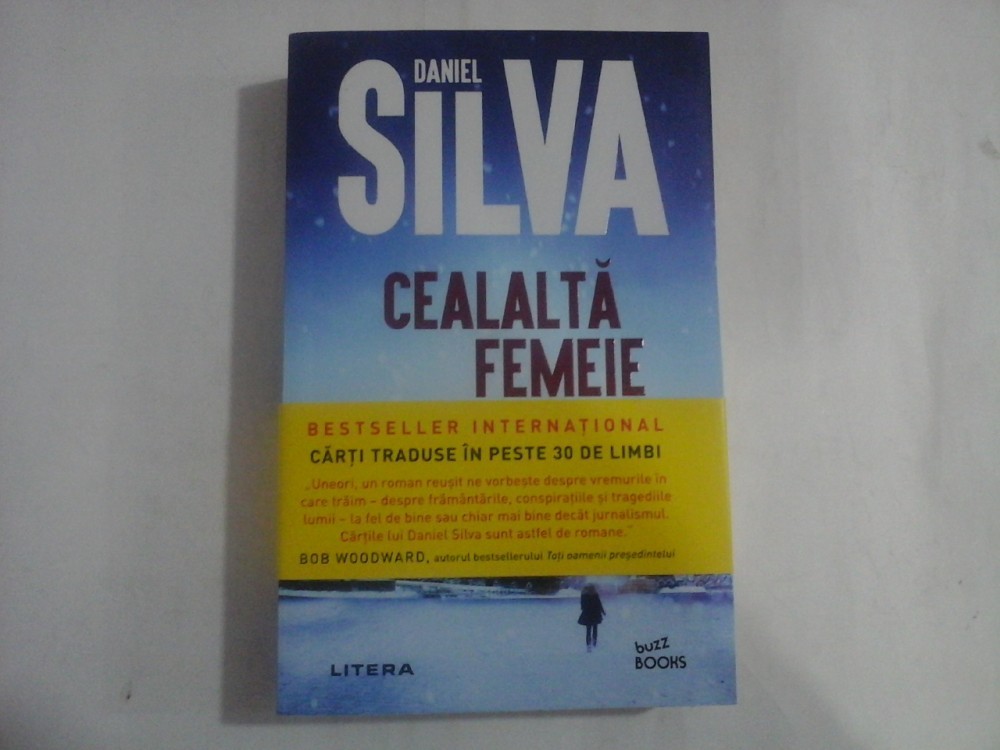 DANIEL
SILVA
CEALALTĂ
FEMEIE
BESTSELLER INTERNAȚIONAL
CĂRȚI TRADUSE ÎN PESTE 30 DE LIMBI
„Uneori, un roman reușit ne vorbește despre vremurile în
care trăim – despre frământările, conspirațiile și tragediile
lumii – la fel de bine sau chiar mai bine decât jurnalismul.
Cărțile lui Daniel Silva sunt astfel de romane.”
BOB WOODWARD, autorul bestsellerului Toți oamenii președintelui
LITERA
buzz
BOOKS